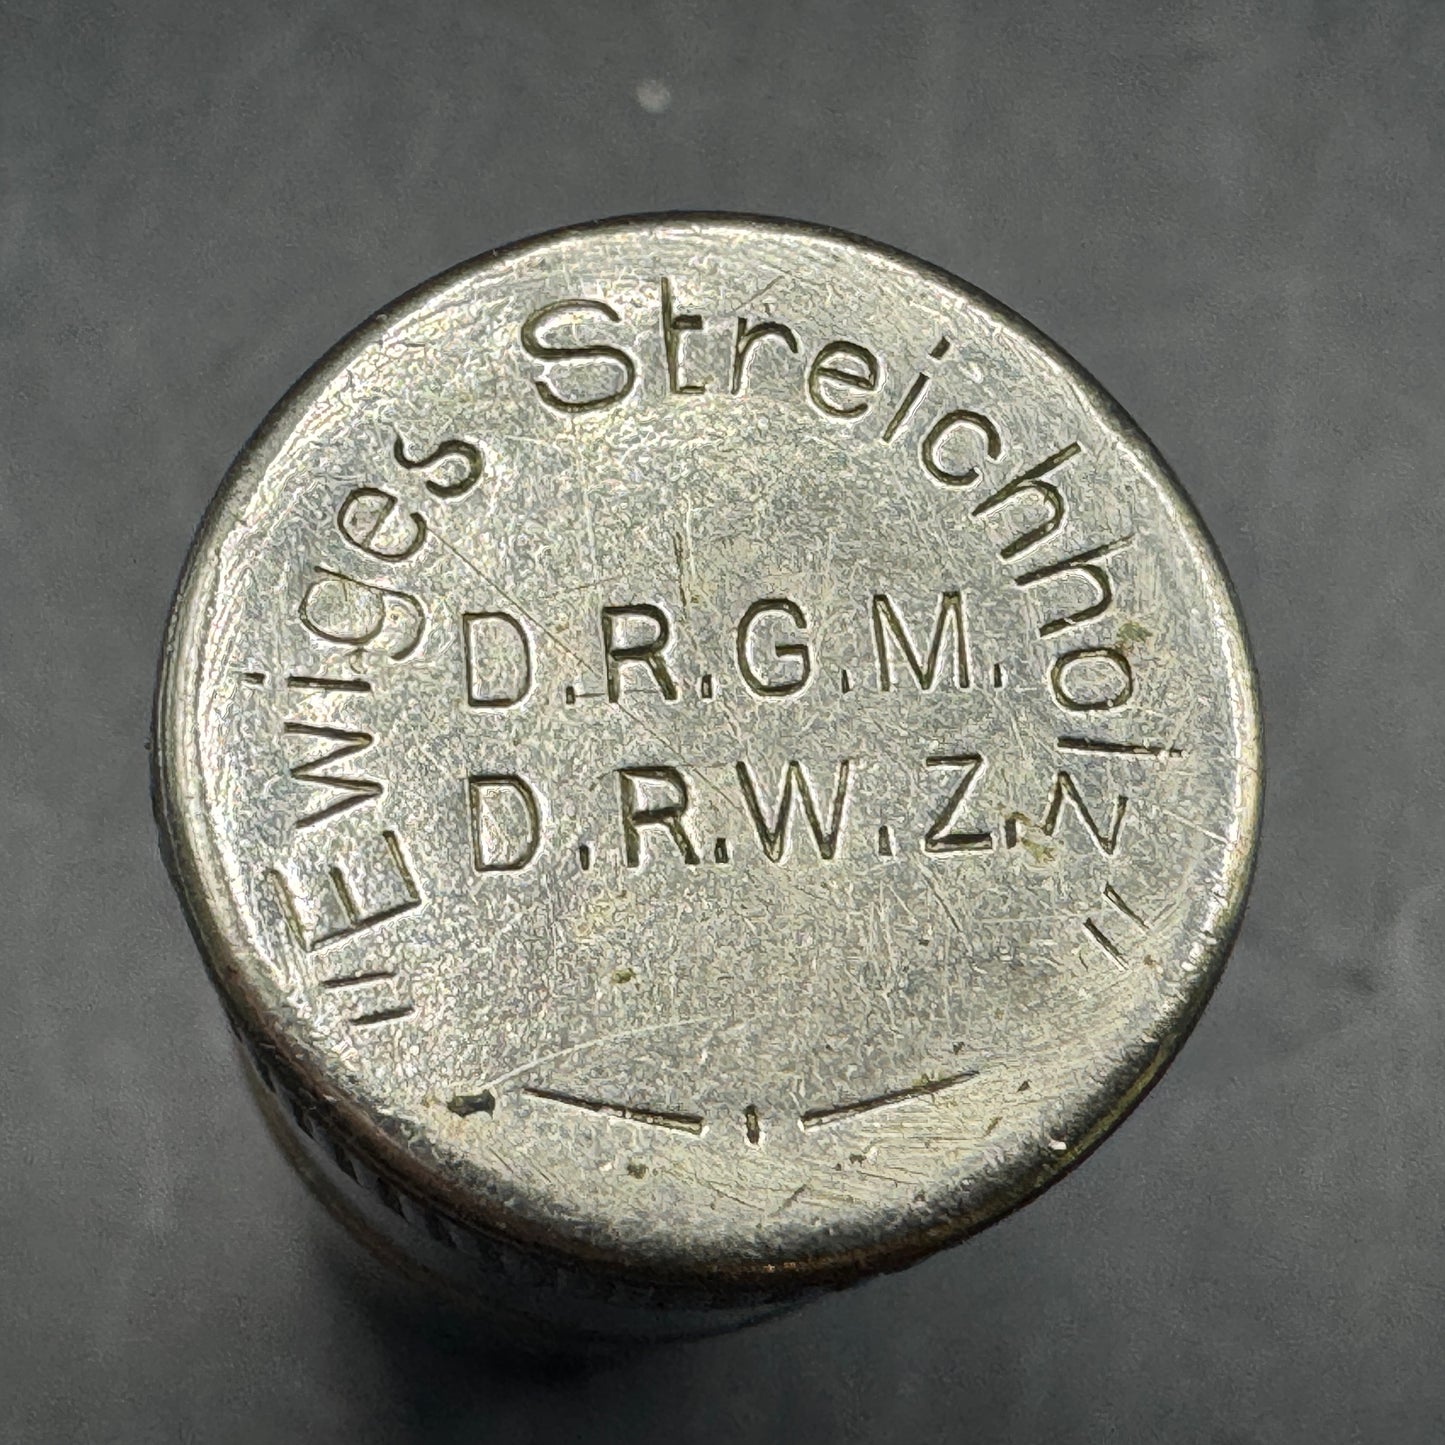 "Ewiges Streichholz"
D.R.G.M.
D.R.W.Z.